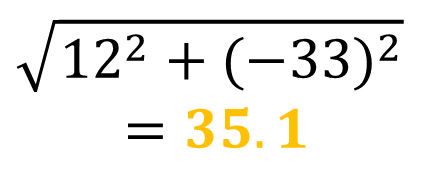 √12² + (−33)²
= 35.1